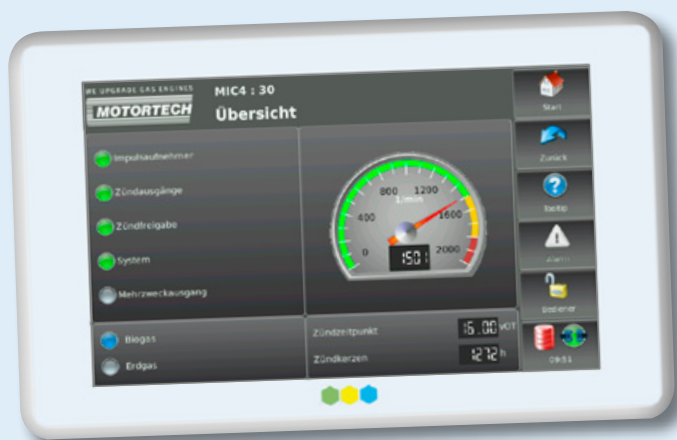 WE UPGRADE GAS ENGINES
MOTORTECH
MIC4 : 30
Übersicht
Impulsaufnehmer
Zündausgänge
Zündfreigabe
System
Mehrzweckausgang
Biogas
Erdgas
0
400
800
1200
1600
2000
1/min
1501
Zündzeitpunkt
16.00 vOT
Zündkerzen
1272 h
Start
Zurück
Tooltip
Alarm
Bediener
09:51